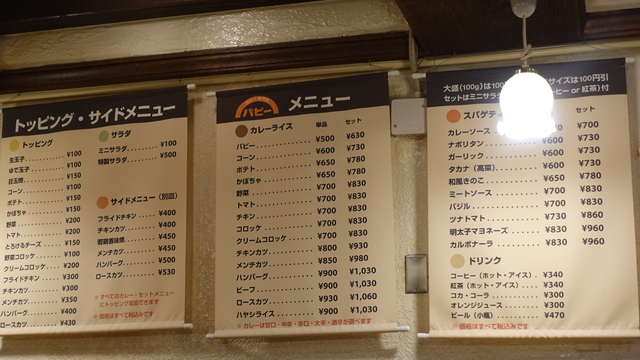 トッピング・サイドメニュー
トッピング
生玉子 ¥100
ゆで玉子 ¥100
目玉焼 ¥150
コーン ¥100
ポテト ¥150
かぼちゃ ¥150
野菜 ¥200
トマト ¥200
とろけるチーズ ¥150
野菜コロッケ ¥100
クリームコロッケ ¥200
フライドチキン ¥300
チキンカツ ¥300
メンチカツ ¥350
ハンバーグ ¥400
ロースカツ ¥430
サラダ
ミニサラダ ¥100
特製サラダ ¥500
サイドメニュー(別皿)
フライドチキン ¥400
チキンカツ ¥400
若鶏香味焼 ¥450
メンチカツ ¥450
ハンバーグ ¥500
ロースカツ ¥530
※すべてのカレー・セットメニュー
にトッピング追加できます
※価格はすべて税込みです
パピー メニュー
カレーライス 単品 セット
パピー ¥500 ¥630
コーン ¥600 ¥730
ポテト ¥650 ¥780
かぼちゃ ¥650 ¥780
野菜 ¥700 ¥830
トマト ¥700 ¥830
チキン ¥700 ¥830
コロッケ ¥700 ¥830
クリームコロッケ ¥700 ¥830
チキンカツ ¥800 ¥930
メンチカツ ¥850 ¥980
ハンバーグ ¥900 ¥1,030
ビーフ ¥900 ¥1,030
ロースカツ ¥930 ¥1,060
ハヤシライス ¥900 ¥1,030
※カレーは甘口・中辛・辛口・大辛・激辛が選べます
大盛(100g)は100 サイズは100円引
セットはミニサラダ ーヒー or 紅茶)付
スパゲティ セット
カレーソース ¥700
ナポリタン ¥600 ¥730
ガーリック ¥600 ¥730
タカナ(高菜) ¥600 ¥730
和風きのこ ¥650 ¥780
ミートソース ¥700 ¥830
バジル ¥700 ¥830
ツナトマト ¥730 ¥860
明太子マヨネーズ ¥830 ¥960
カルボナーラ ¥830 ¥960
ドリンク
コーヒー(ホット・アイス) ¥340
紅茶(ホット・アイス) ¥340
コカ・コーラ ¥300
オレンジジュース ¥300
ビール(小瓶) ¥470
※価格はすべて税込みです